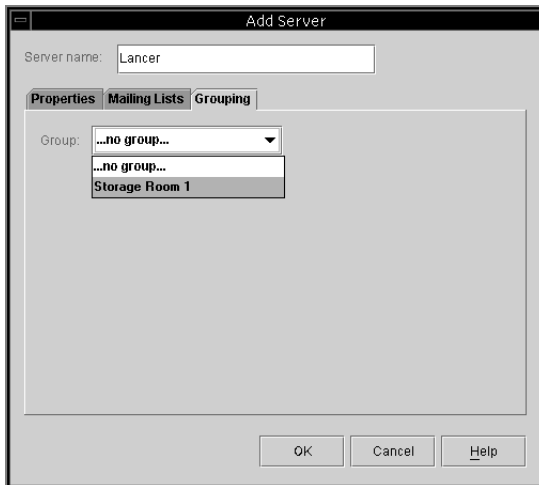 Add Server
Server name: Lancer
Properties Mailing Lists Grouping
Group: ...no group...
...no group...
Storage Room 1
OK Cancel Help